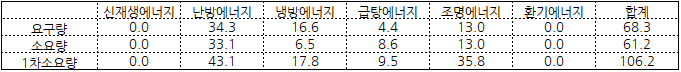 신재생에너지 난방에너지 냉방에너지 급탕에너지 조명에너지 환기에너지 합계
요구량 0.0 34.3 16.6 4.4 13.0 0.0 68.3
소요량 0.0 33.1 6.5 8.6 13.0 0.0 61.2
1차소요량 0.0 43.1 17.8 9.5 35.8 0.0 106.2